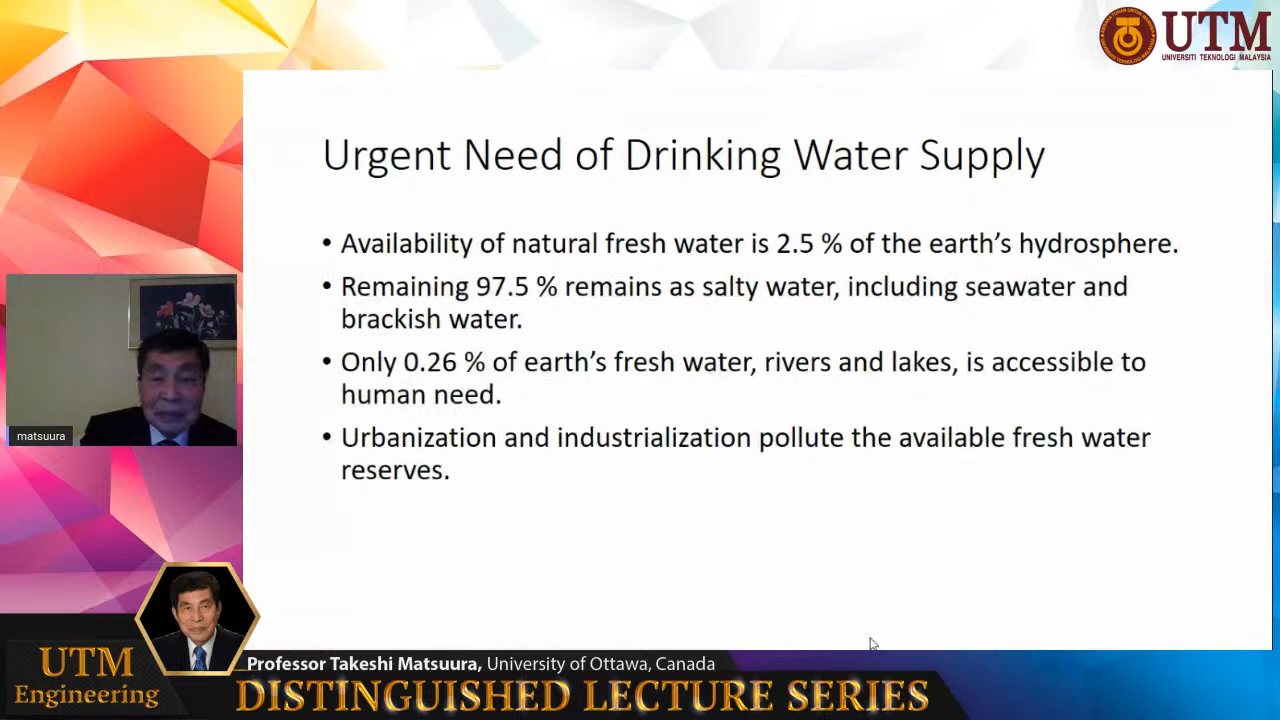 UTM
UNIVERSITI TEKNOLOGI MALAYSIA
Urgent Need of Drinking Water Supply
• Availability of natural fresh water is 2.5 % of the earth’s hydrosphere.
• Remaining 97.5 % remains as salty water, including seawater and
brackish water.
• Only 0.26 % of earth’s fresh water, rivers and lakes, is accessible to
human need.
• Urbanization and industrialization pollute the available fresh water
reserves.
matsuura
UTM
Engineering
Professor Takeshi Matsuura, University of Ottawa, Canada
DISTINGUISHED LECTURE SERIES